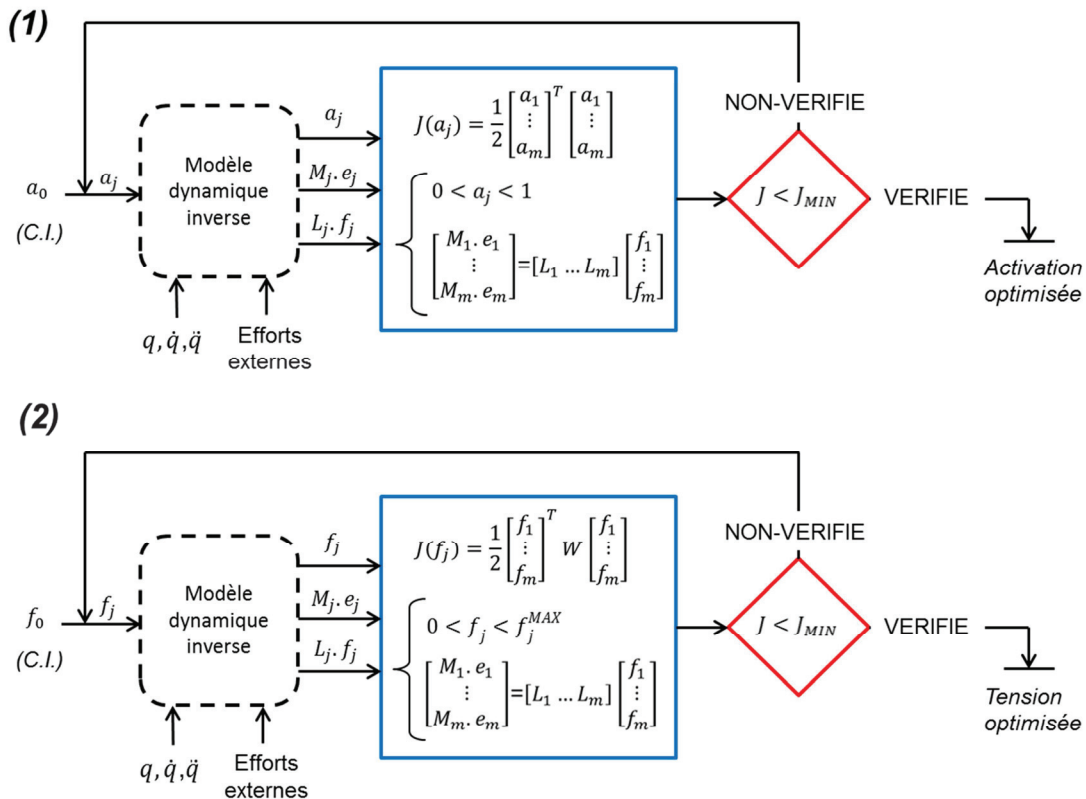 (1)
NON-VERIFIE
a_j
J(a_j) = 1/2 [a_1 ⋮ a_m]^T [a_1 ⋮ a_m]
Modèle
dynamique
inverse
a_0
a_j
M_j. e_j
0 < a_j < 1
J < J_MIN
VERIFIE
(C.I.)
L_j. f_j
[M_1. e_1 ⋮ M_m. e_m]=[L_1 … L_m] [f_1 ⋮ f_m]
Activation
optimisée
q, q̇, q̈
Efforts
externes
(2)
NON-VERIFIE
f_j
J(f_j) = 1/2 [f_1 ⋮ f_m]^T W [f_1 ⋮ f_m]
Modèle
dynamique
inverse
f_0
f_j
M_j. e_j
0 < f_j < f_j^MAX
J < J_MIN
VERIFIE
(C.I.)
L_j. f_j
[M_1. e_1 ⋮ M_m. e_m]=[L_1 … L_m] [f_1 ⋮ f_m]
Tension
optimisée
q, q̇, q̈
Efforts
externes